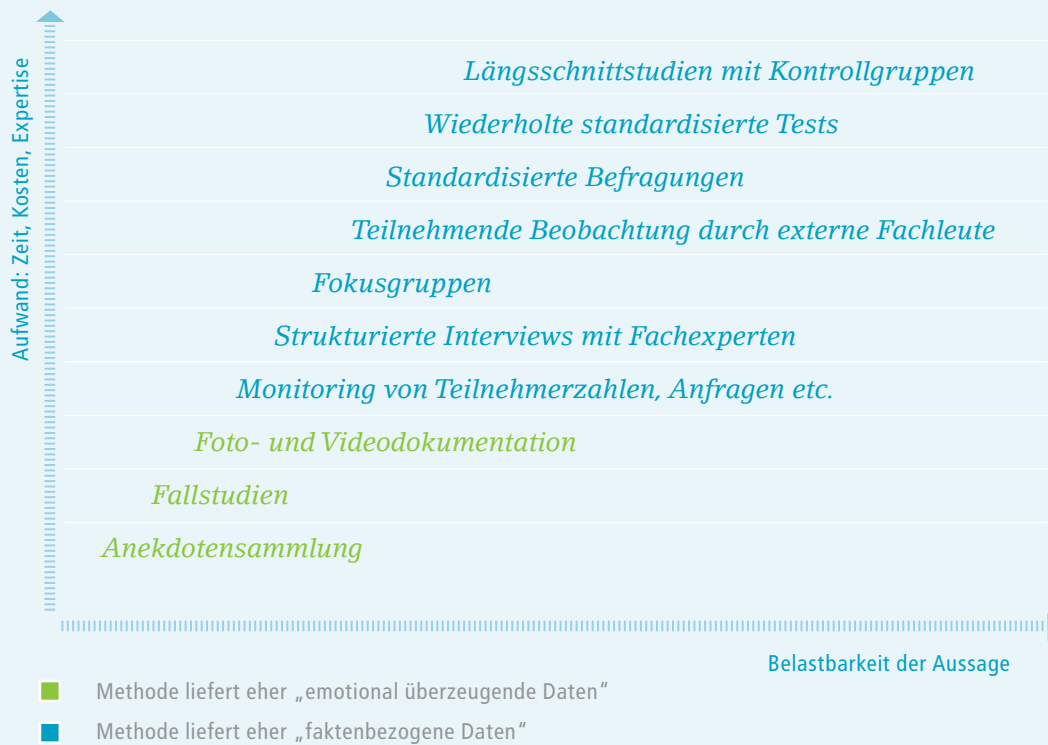 Aufwand: Zeit, Kosten, Expertise
Längsschnittstudien mit Kontrollgruppen
Wiederholte standardisierte Tests
Standardisierte Befragungen
Teilnehmende Beobachtung durch externe Fachleute
Fokusgruppen
Strukturierte Interviews mit Fachexperten
Monitoring von Teilnehmerzahlen, Anfragen etc.
Foto- und Videodokumentation
Fallstudien
Anekdotensammlung
Belastbarkeit der Aussage
Methode liefert eher „emotional überzeugende Daten“
Methode liefert eher „faktenbezogene Daten“